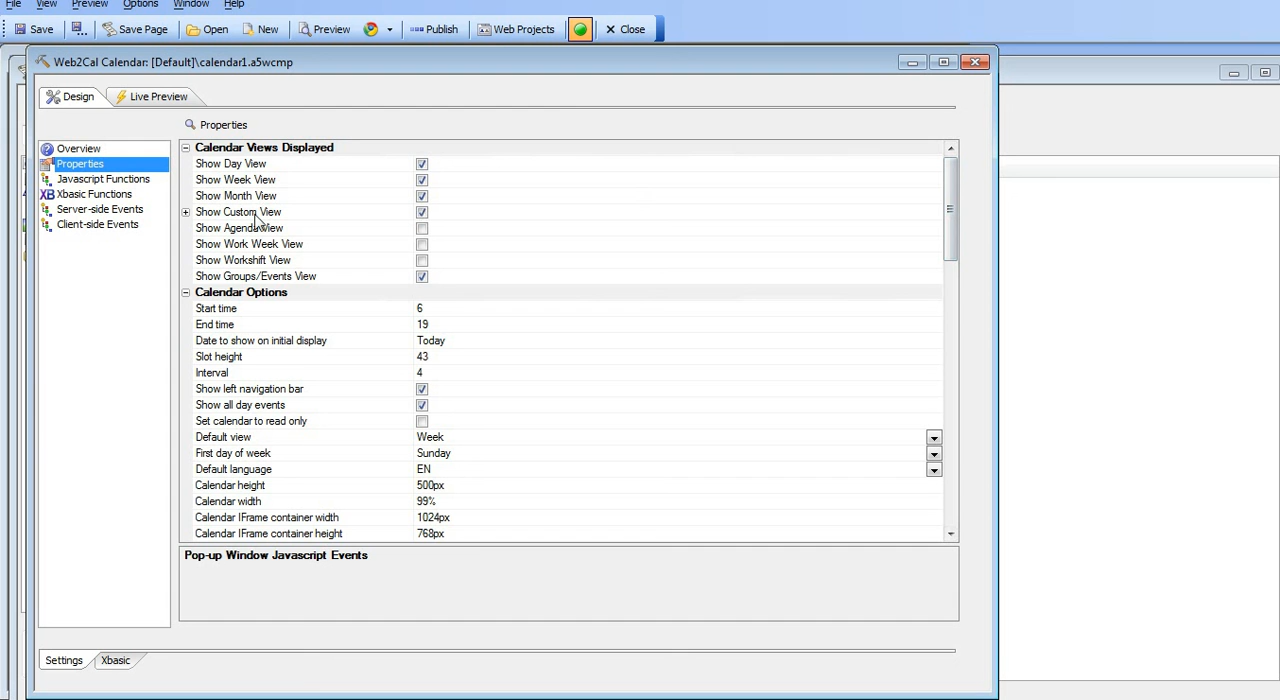 File View Preview Options Window Help
Save Save Page Open New Preview Publish Web Projects Close
Web2Cal Calendar: [Default]\calendar1.a5wcmp
Design Live Preview
Properties
Overview
Properties
Javascript Functions
XB Xbasic Functions
Server-side Events
Client-side Events
Calendar Views Displayed
Show Day View
Show Week View
Show Month View
Show Custom View
Show Agenda View
Show Work Week View
Show Workshift View
Show Groups/Events View
Calendar Options
Start time 6
End time 19
Date to show on initial display Today
Slot height 43
Interval 4
Show left navigation bar
Show all day events
Set calendar to read only
Default view Week
First day of week Sunday
Default language EN
Calendar height 500px
Calendar width 99%
Calendar IFrame container width 1024px
Calendar IFrame container height 768px
Pop-up Window Javascript Events
Settings Xbasic